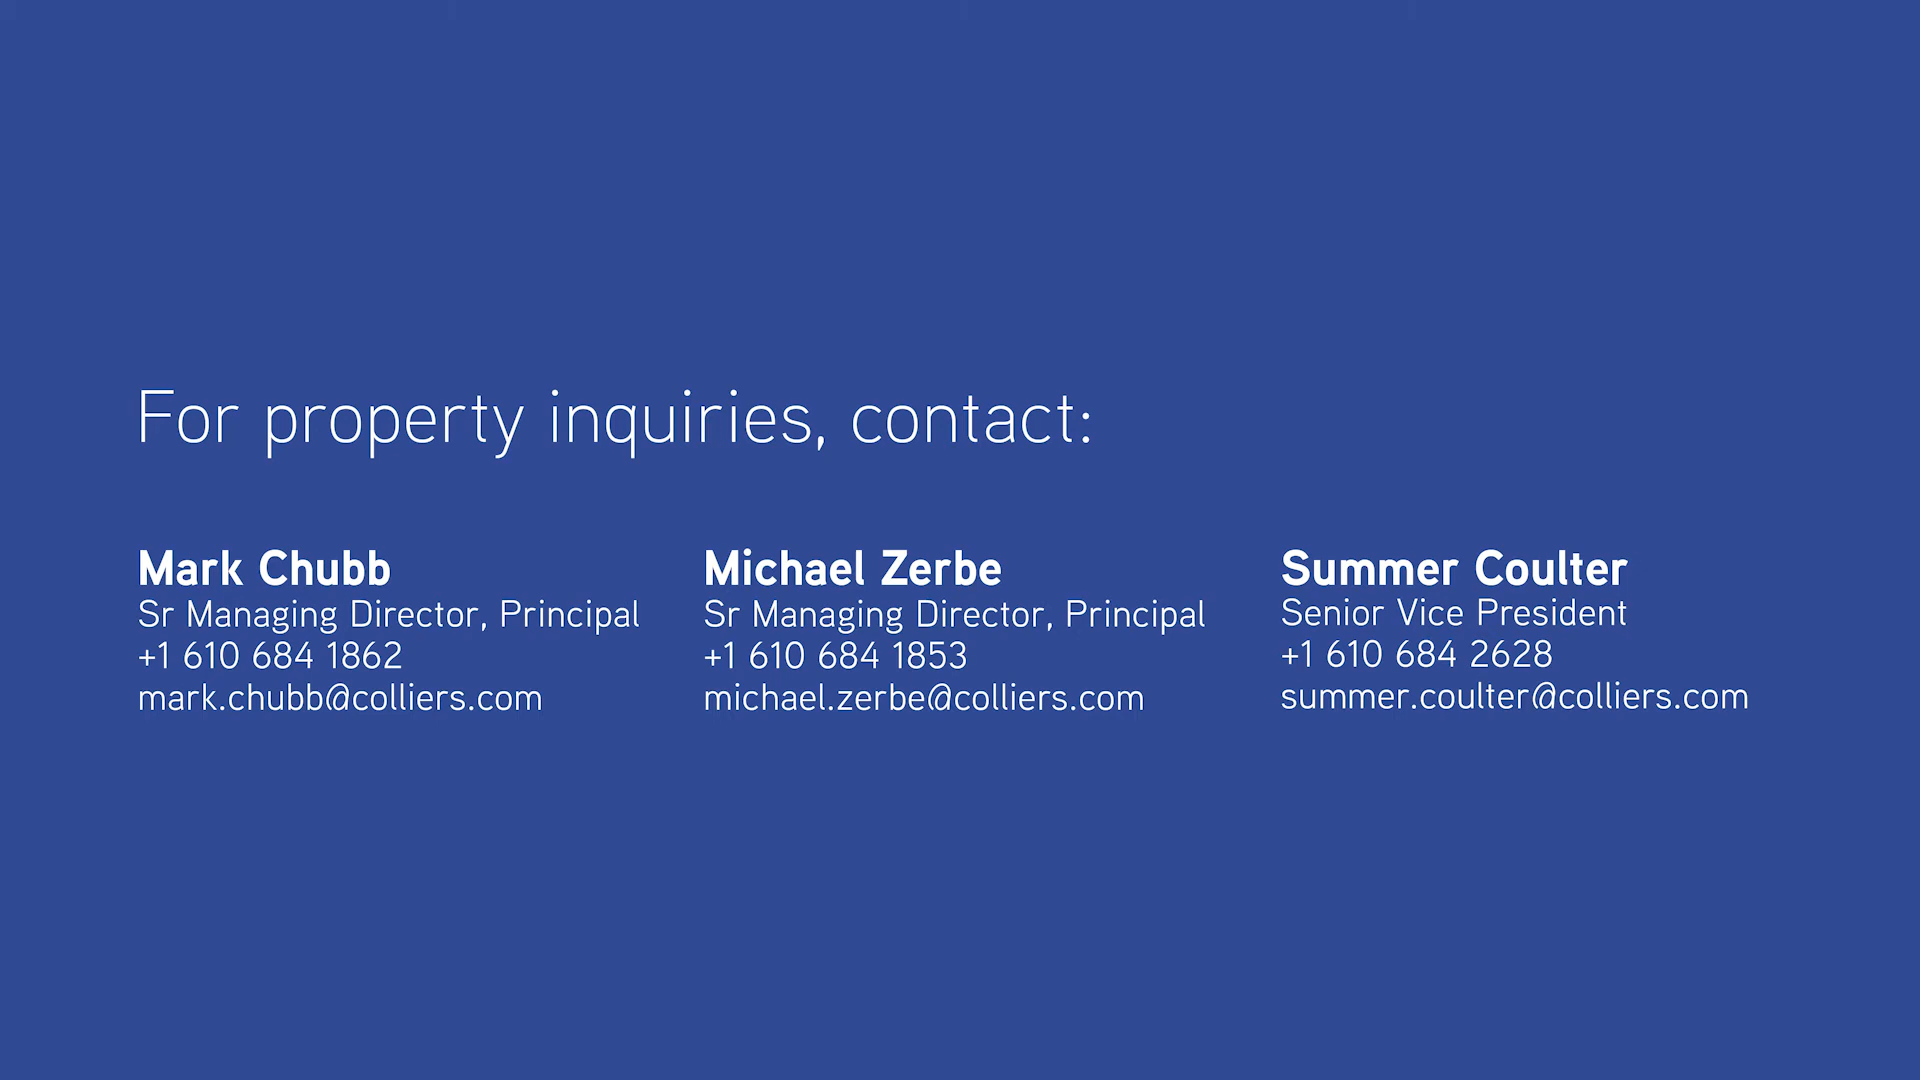 For property inquiries, contact:
Mark Chubb
Sr Managing Director, Principal
+1 610 684 1862
mark.chubb@colliers.com
Michael Zerbe
Sr Managing Director, Principal
+1 610 684 1853
michael.zerbe@colliers.com
Summer Coulter
Senior Vice President
+1 610 684 2628
summer.coulter@colliers.com